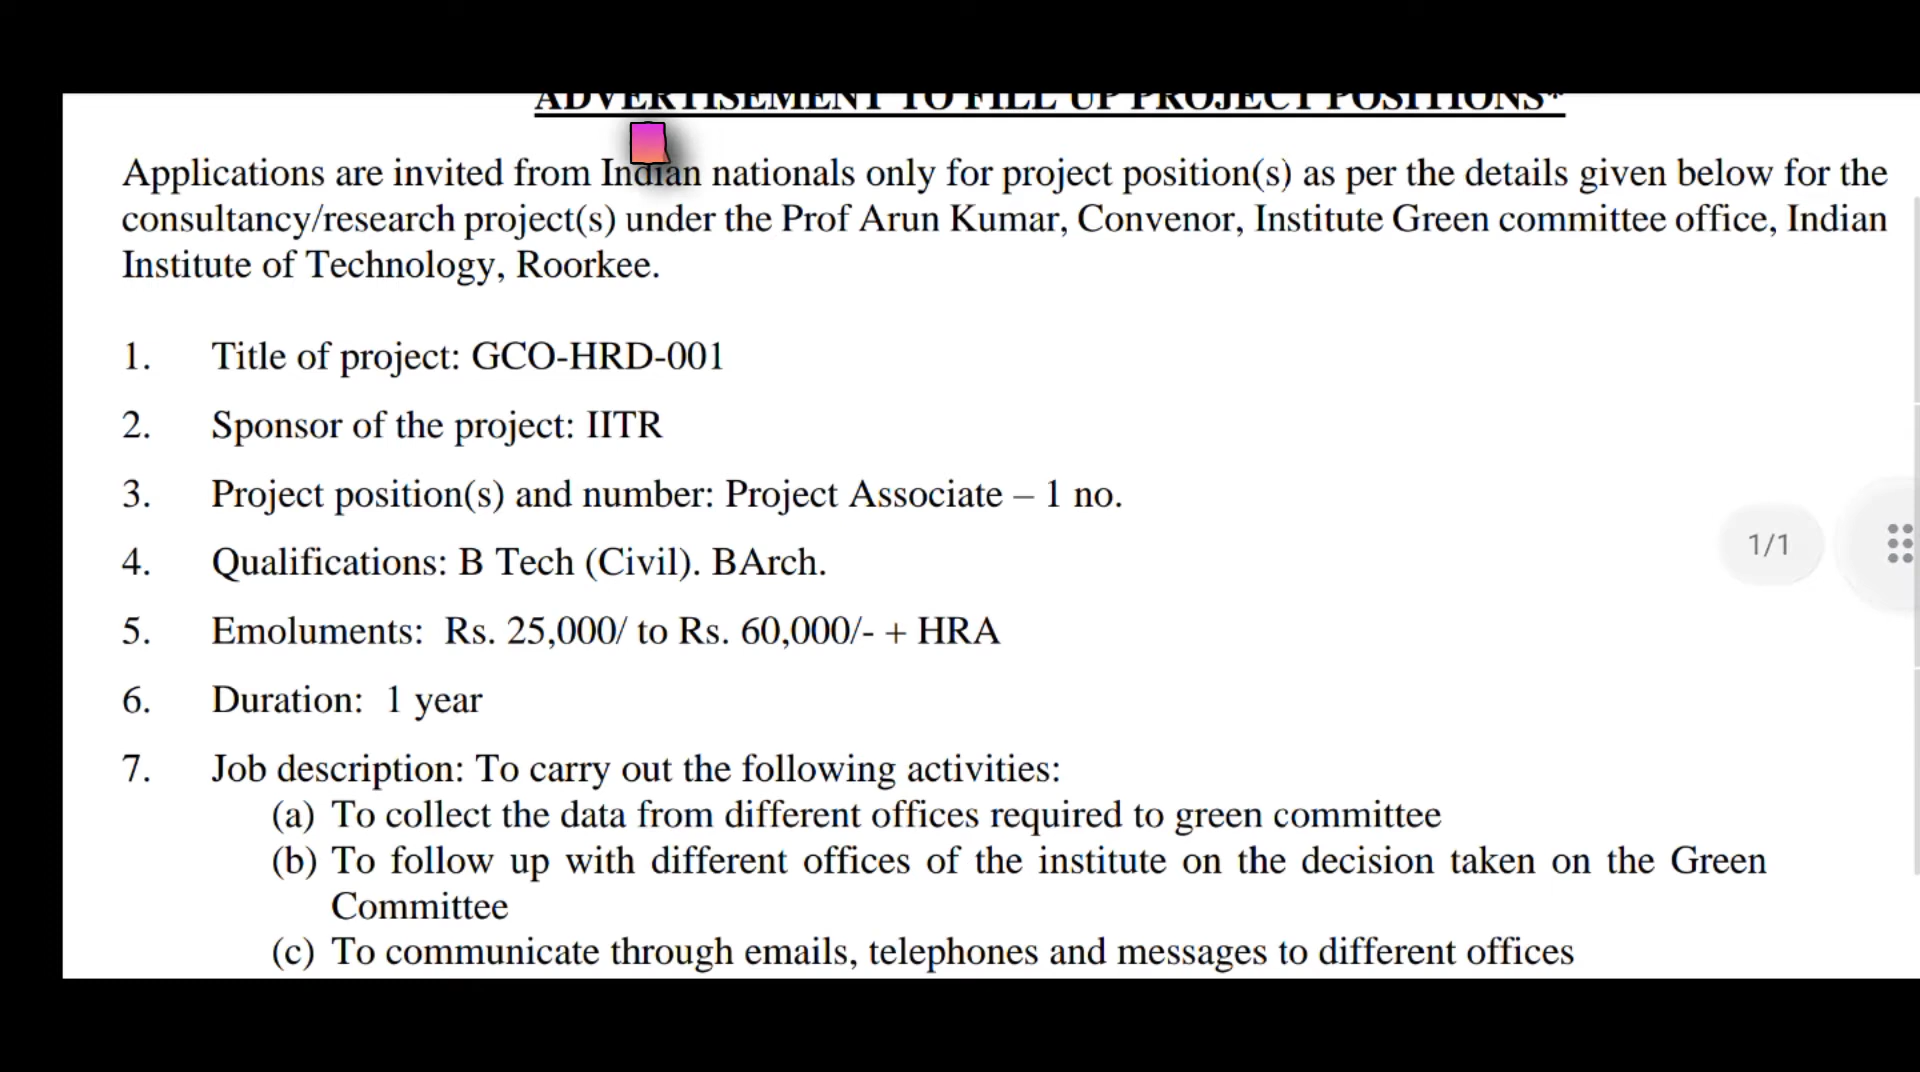 ADVERTISEMENT TO FILL UP PROJECT POSITIONS*
Applications are invited from Indian nationals only for project position(s) as per the details given below for the
consultancy/research project(s) under the Prof Arun Kumar, Convenor, Institute Green committee office, Indian
Institute of Technology, Roorkee.
1. Title of project: GCO-HRD-001
2. Sponsor of the project: IITR
3. Project position(s) and number: Project Associate – 1 no.
4. Qualifications: B Tech (Civil). BArch.
5. Emoluments: Rs. 25,000/ to Rs. 60,000/- + HRA
6. Duration: 1 year
7. Job description: To carry out the following activities:
(a) To collect the data from different offices required to green committee
(b) To follow up with different offices of the institute on the decision taken on the Green
Committee
(c) To communicate through emails, telephones and messages to different offices
1/1